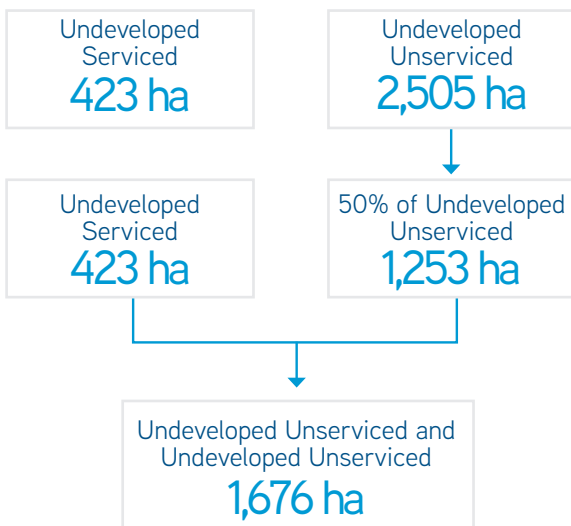 Undeveloped
Serviced
423 ha
Undeveloped
Unserviced
2,505 ha
Undeveloped
Serviced
423 ha
50% of Undeveloped
Unserviced
1,253 ha
Undeveloped Unserviced and
Undeveloped Unserviced
1,676 ha